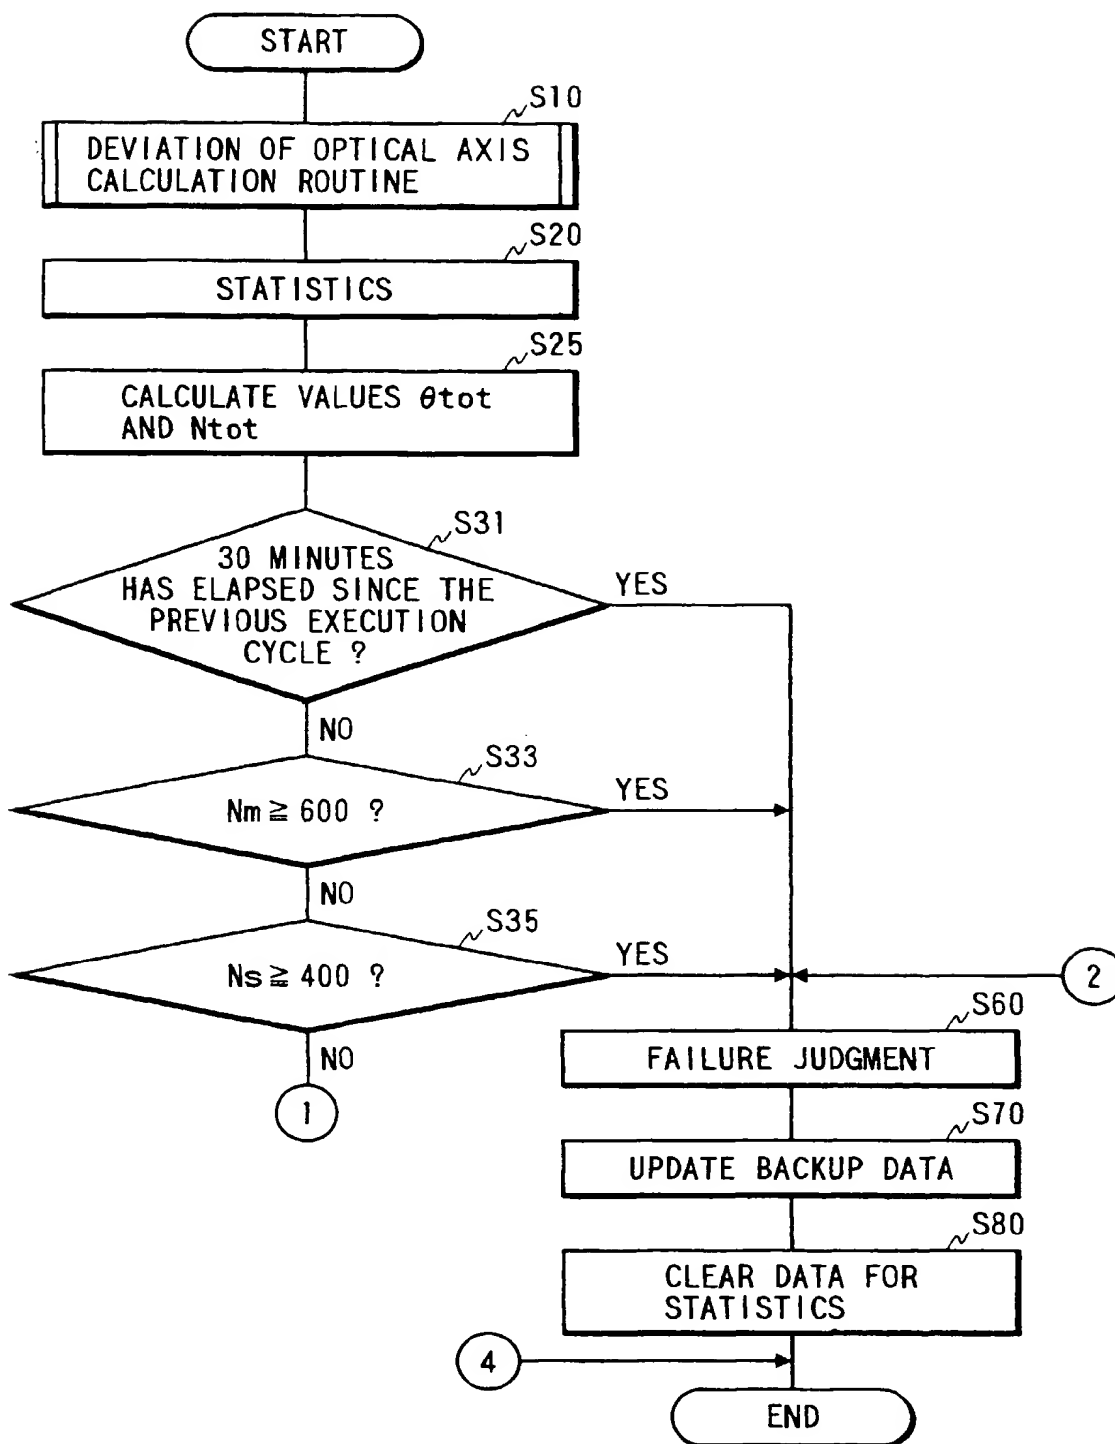 START
S10
DEVIATION OF OPTICAL AXIS
CALCULATION ROUTINE
S20
STATISTICS
S25
CALCULATE VALUES θtot
AND Ntot
S31
30 MINUTES
HAS ELAPSED SINCE THE
PREVIOUS EXECUTION
CYCLE ?
YES
NO
S33
Nm ≧ 600 ?
YES
NO
S35
Ns ≧ 400 ?
YES
NO
1
2
S60
FAILURE JUDGMENT
S70
UPDATE BACKUP DATA
S80
CLEAR DATA FOR
STATISTICS
4
END